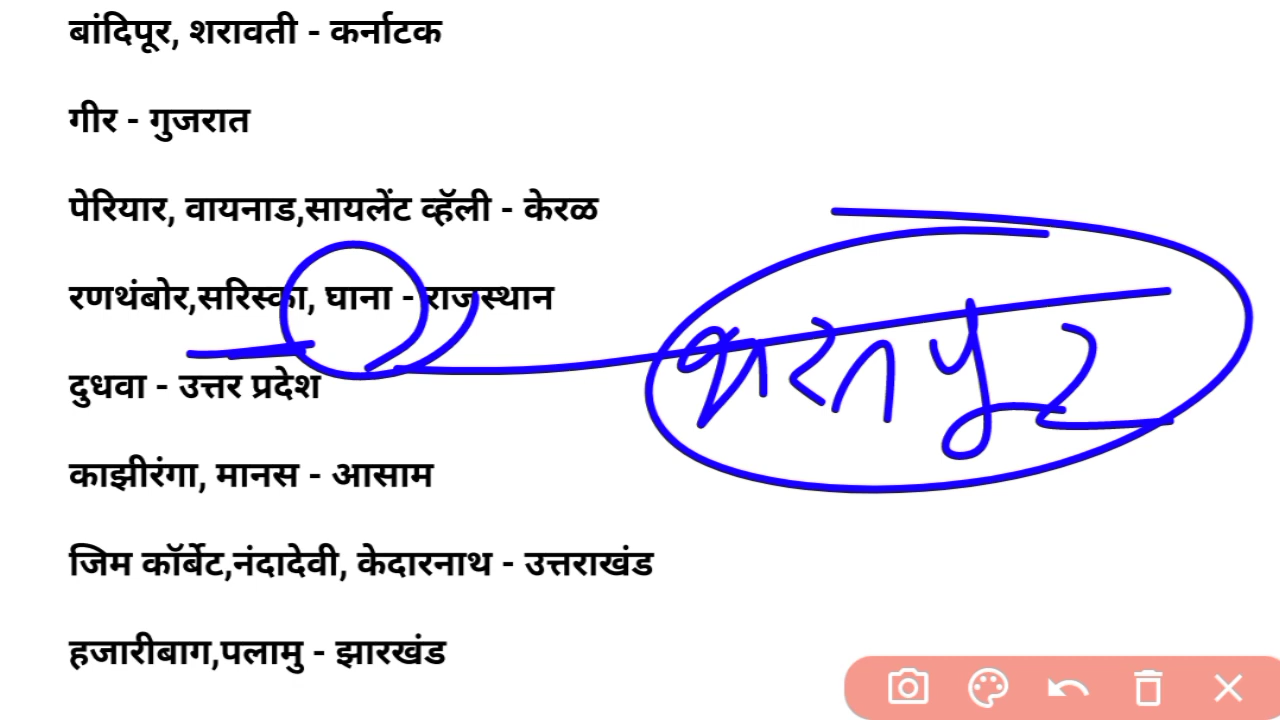 बांदिपूर, शरावती - कर्नाटक
गीर - गुजरात
पेरियार, वायनाड,सायलेंट व्हॅली - केरळ
रणथंबोर,सरिस्का, घाना - राजस्थान
भरतपूर
दुधवा - उत्तर प्रदेश
काझीरंगा, मानस - आसाम
जिम कॉर्बेट,नंदादेवी, केदारनाथ - उत्तराखंड
हजारीबाग,पलामु - झारखंड